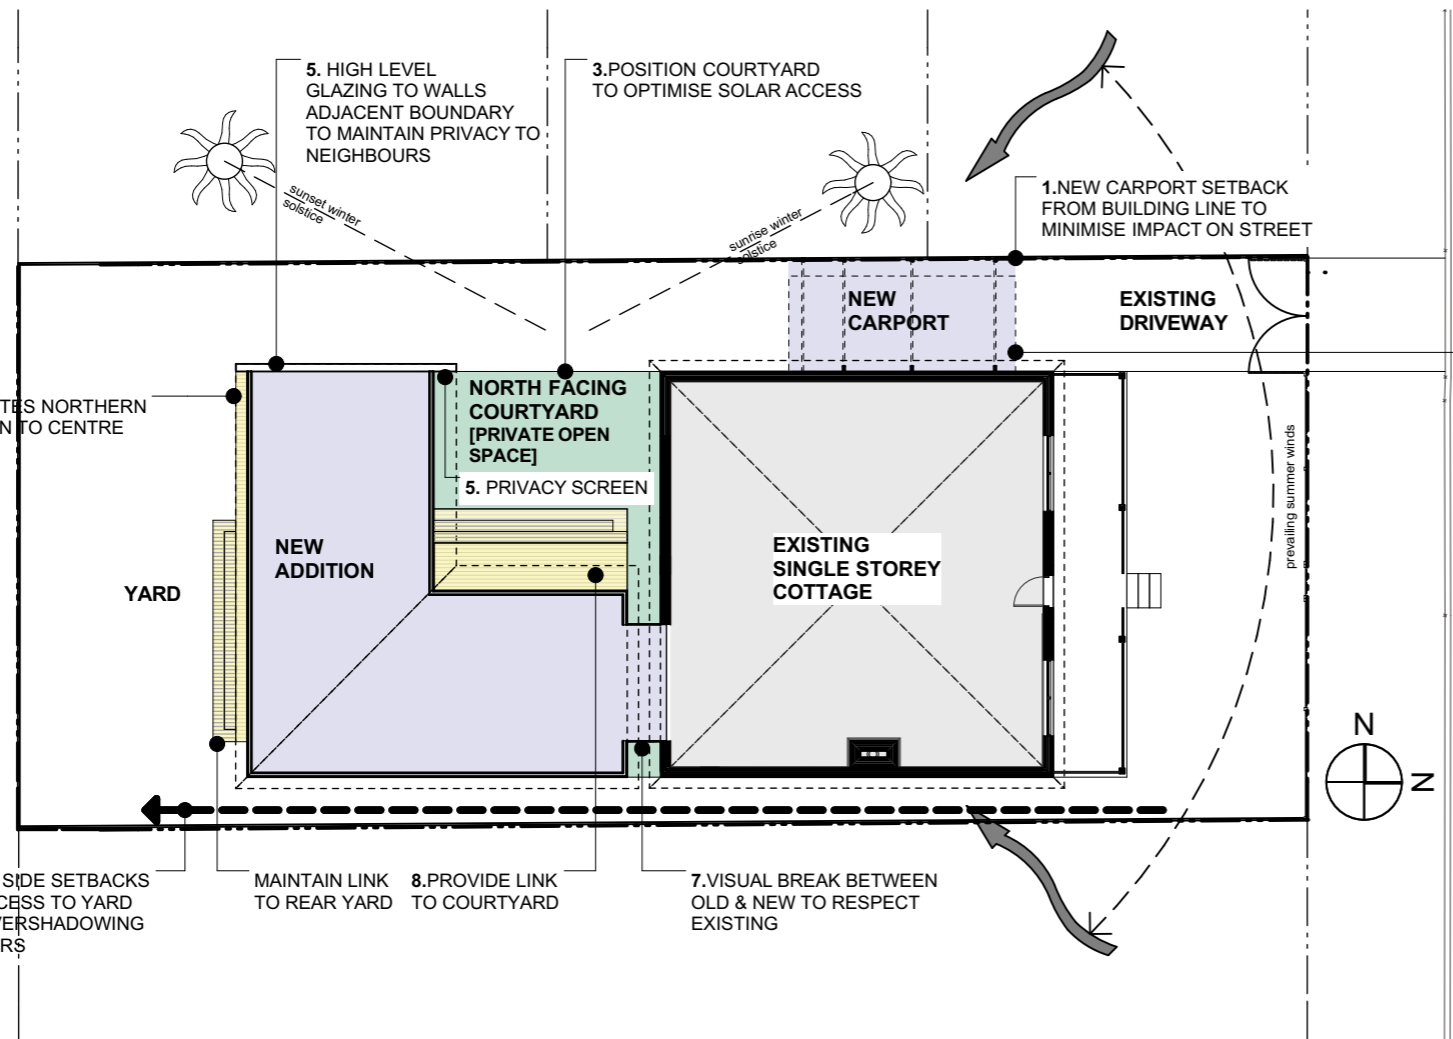 5. HIGH LEVEL
GLAZING TO WALLS
ADJACENT BOUNDARY
TO MAINTAIN PRIVACY TO
NEIGHBOURS
3.POSITION COURTYARD
TO OPTIMISE SOLAR ACCESS
1.NEW CARPORT SETBACK
FROM BUILDING LINE TO
MINIMISE IMPACT ON STREET
sunset winter
solstice
sunrise winter
solstice
NEW
CARPORT
EXISTING
DRIVEWAY
TES NORTHERN
N TO CENTRE
NORTH FACING
COURTYARD
[PRIVATE OPEN
SPACE]
5. PRIVACY SCREEN
prevailing summer winds
NEW
ADDITION
EXISTING
SINGLE STOREY
COTTAGE
YARD
N
N
SIDE SETBACKS
CESS TO YARD
VERSHADOWING
RS
MAINTAIN LINK
TO REAR YARD
8.PROVIDE LINK
TO COURTYARD
7.VISUAL BREAK BETWEEN
OLD & NEW TO RESPECT
EXISTING